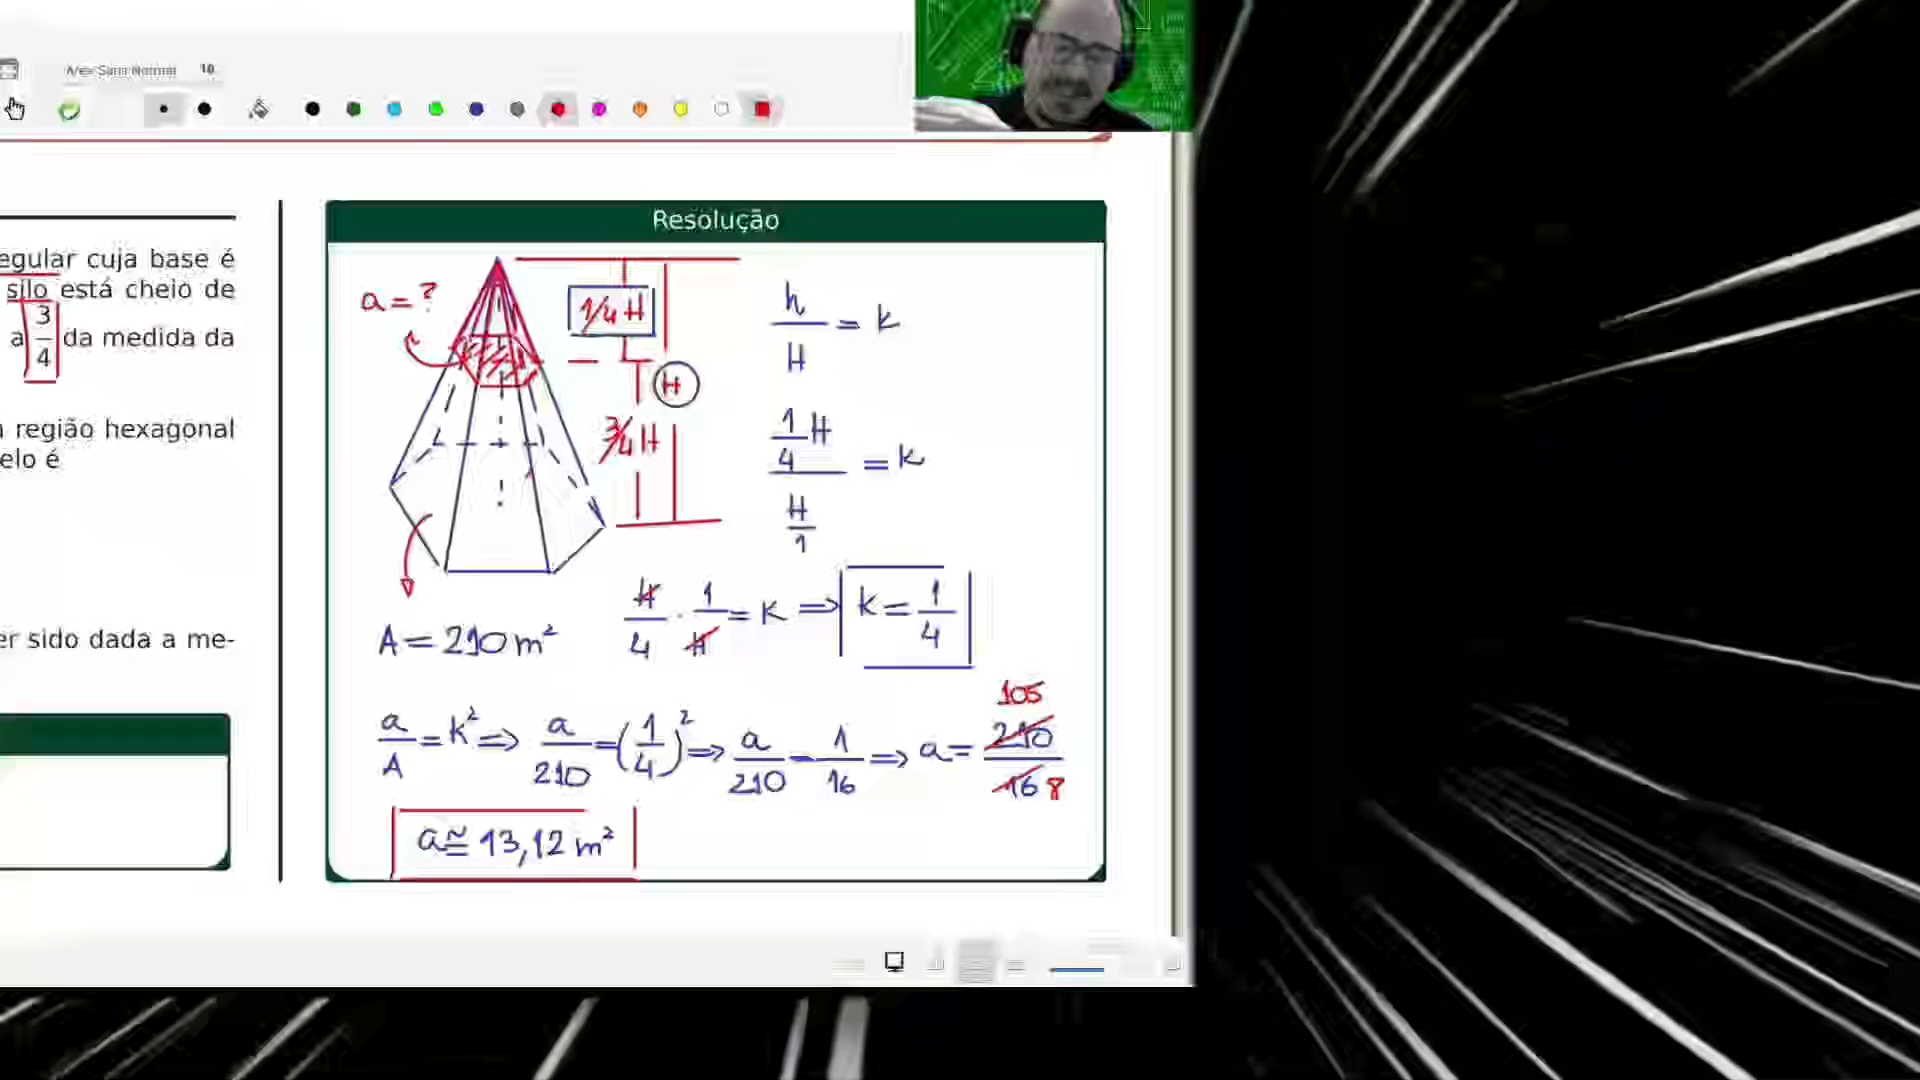 10
egular cuja base é
silo está cheio de
a 3/4 da medida da
região hexagonal
elo é
er sido dada a me-
Resolução
a = ?
1/4 H
H
3/4 H
h/H = k
1/4 H / H/1 = k
H/4 · 1/H = k ⇒ k = 1/4
A = 210 m²
a/A = k² ⇒ a/210 = (1/4)² ⇒ a/210 = 1/16 ⇒ a = 210/16 105 8
a ≅ 13,12 m²